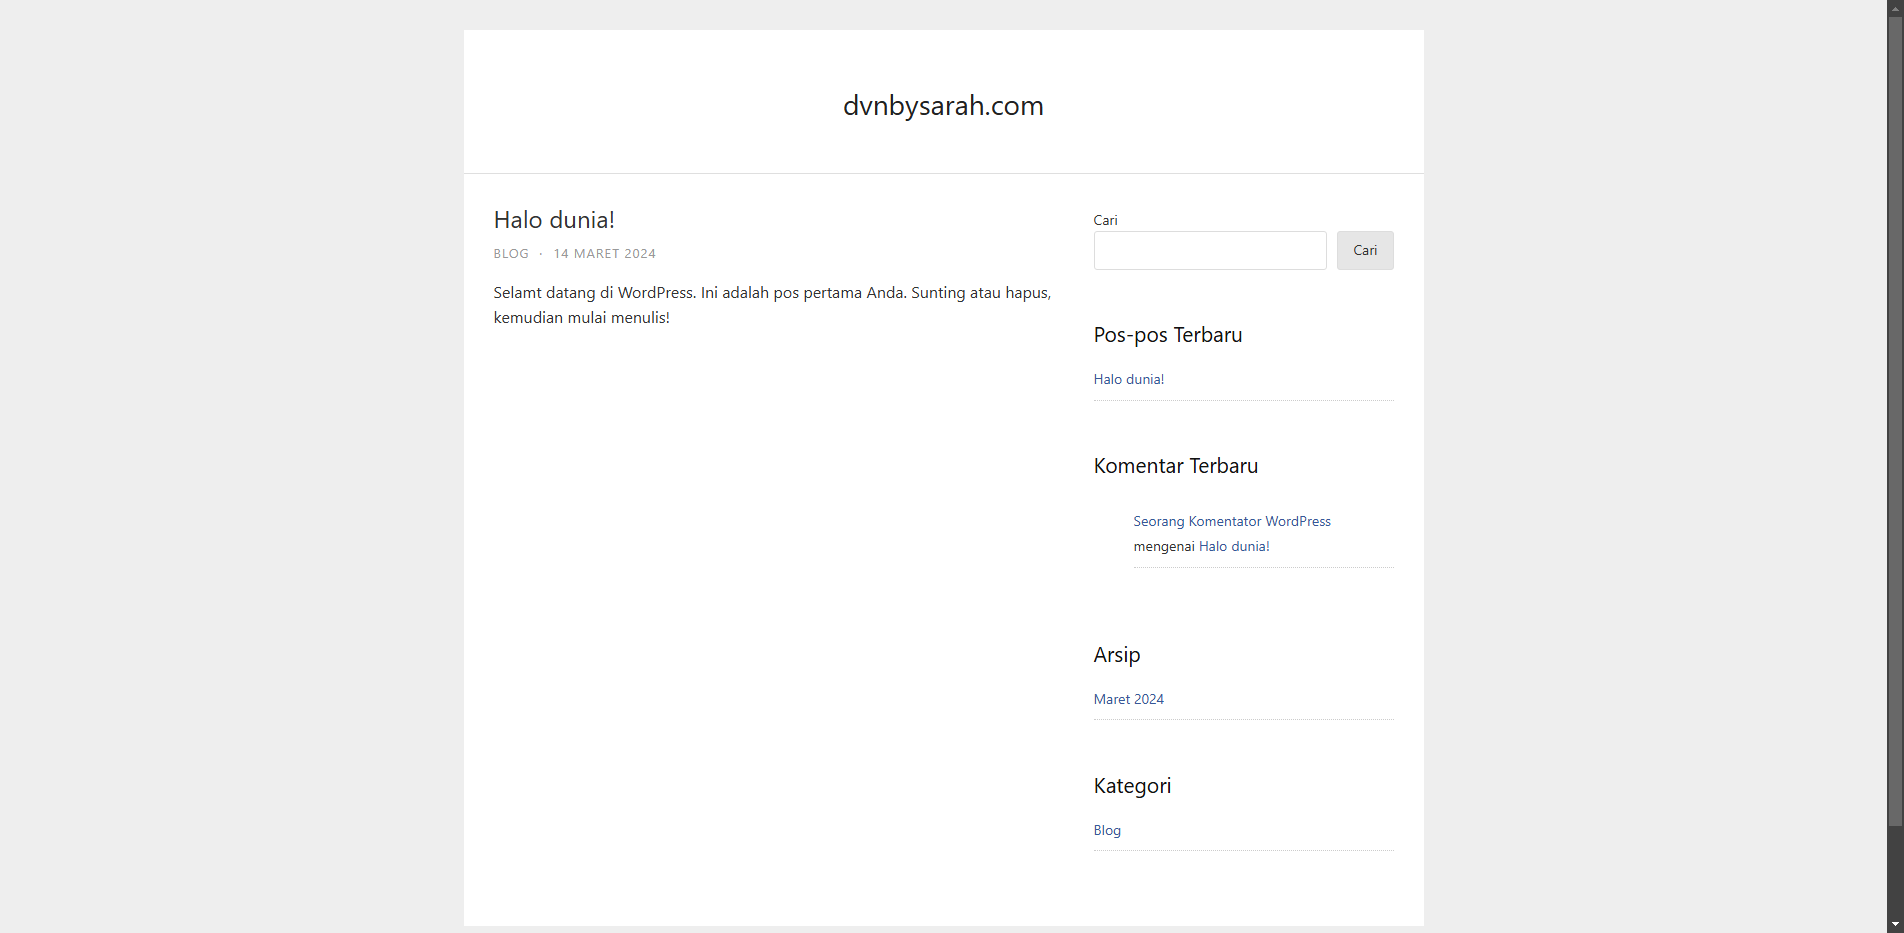 dvnbysarah.com
Halo dunia!
BLOG · 14 MARET 2024
Selamt datang di WordPress. Ini adalah pos pertama Anda. Sunting atau hapus,
kemudian mulai menulis!
Cari
Cari
Pos-pos Terbaru
Halo dunia!
Komentar Terbaru
Seorang Komentator WordPress
mengenai Halo dunia!
Arsip
Maret 2024
Kategori
Blog